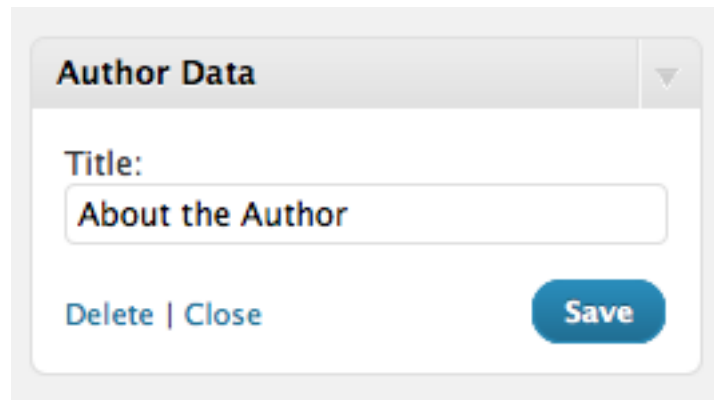 Author Data
Title:
About the Author
Delete | Close
Save